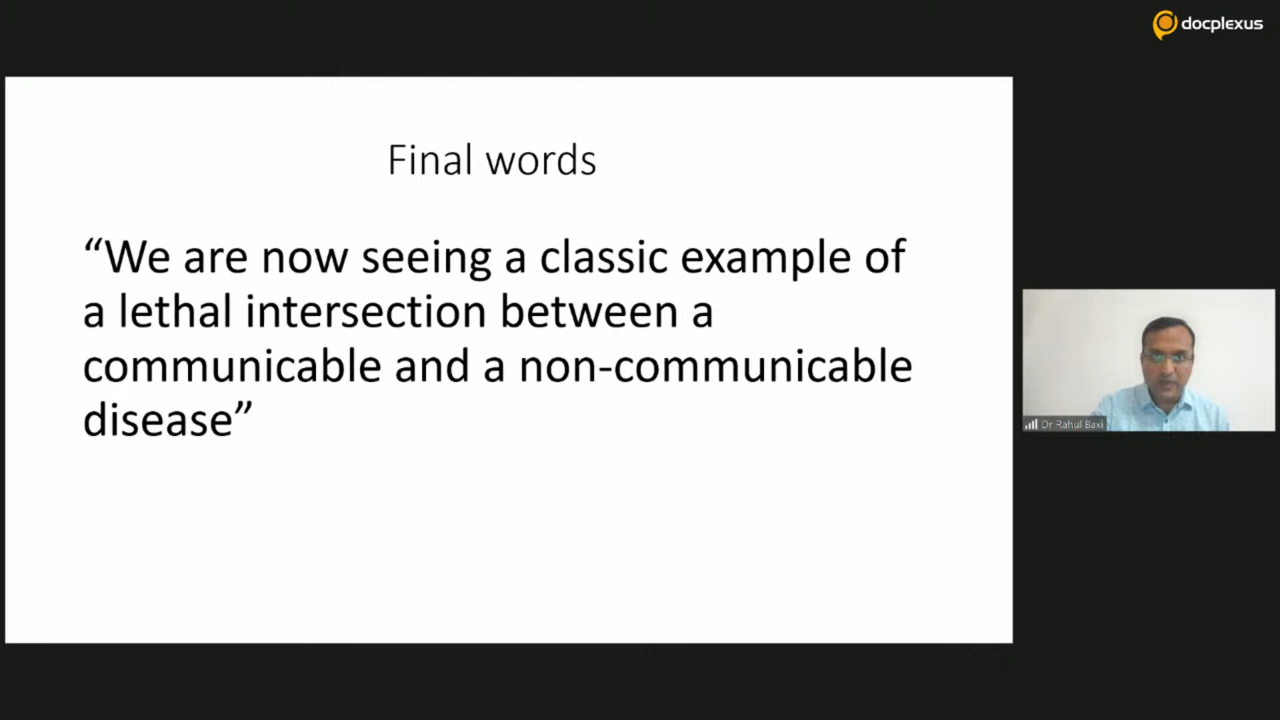 docplexus
Final words
“We are now seeing a classic example of
a lethal intersection between a
communicable and a non-communicable
disease”
Dr Rahul Baxi